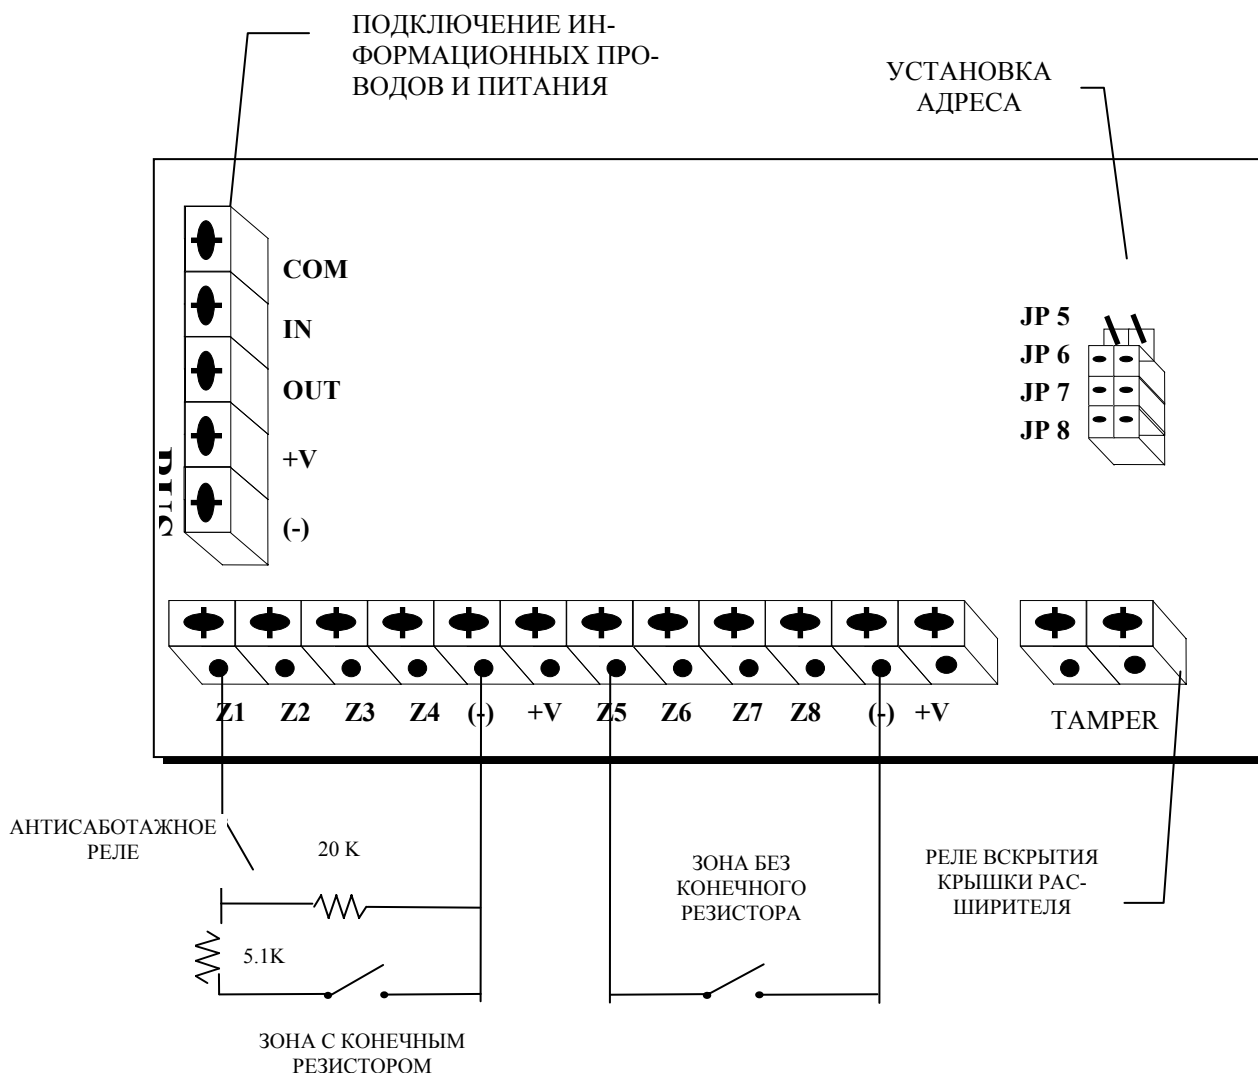 ПОДКЛЮЧЕНИЕ ИН-
ФОРМАЦИОННЫХ ПРО-
ВОДОВ И ПИТАНИЯ
УСТАНОВКА
АДРЕСА
COM
IN
OUT
+V
(-)
JP 5
JP 6
JP 7
JP 8
Z1 Z2 Z3 Z4 (-) +V Z5 Z6 Z7 Z8 (-) +V
TAMPER
АНТИСАБОТАЖНОЕ
РЕЛЕ
20 K
5.1K
ЗОНА С КОНЕЧНЫМ
РЕЗИСТОРОМ
ЗОНА БЕЗ
КОНЕЧНОГО
РЕЗИСТОРА
РЕЛЕ ВСКРЫТИЯ
КРЫШКИ РАС-
ШИРИТЕЛЯ